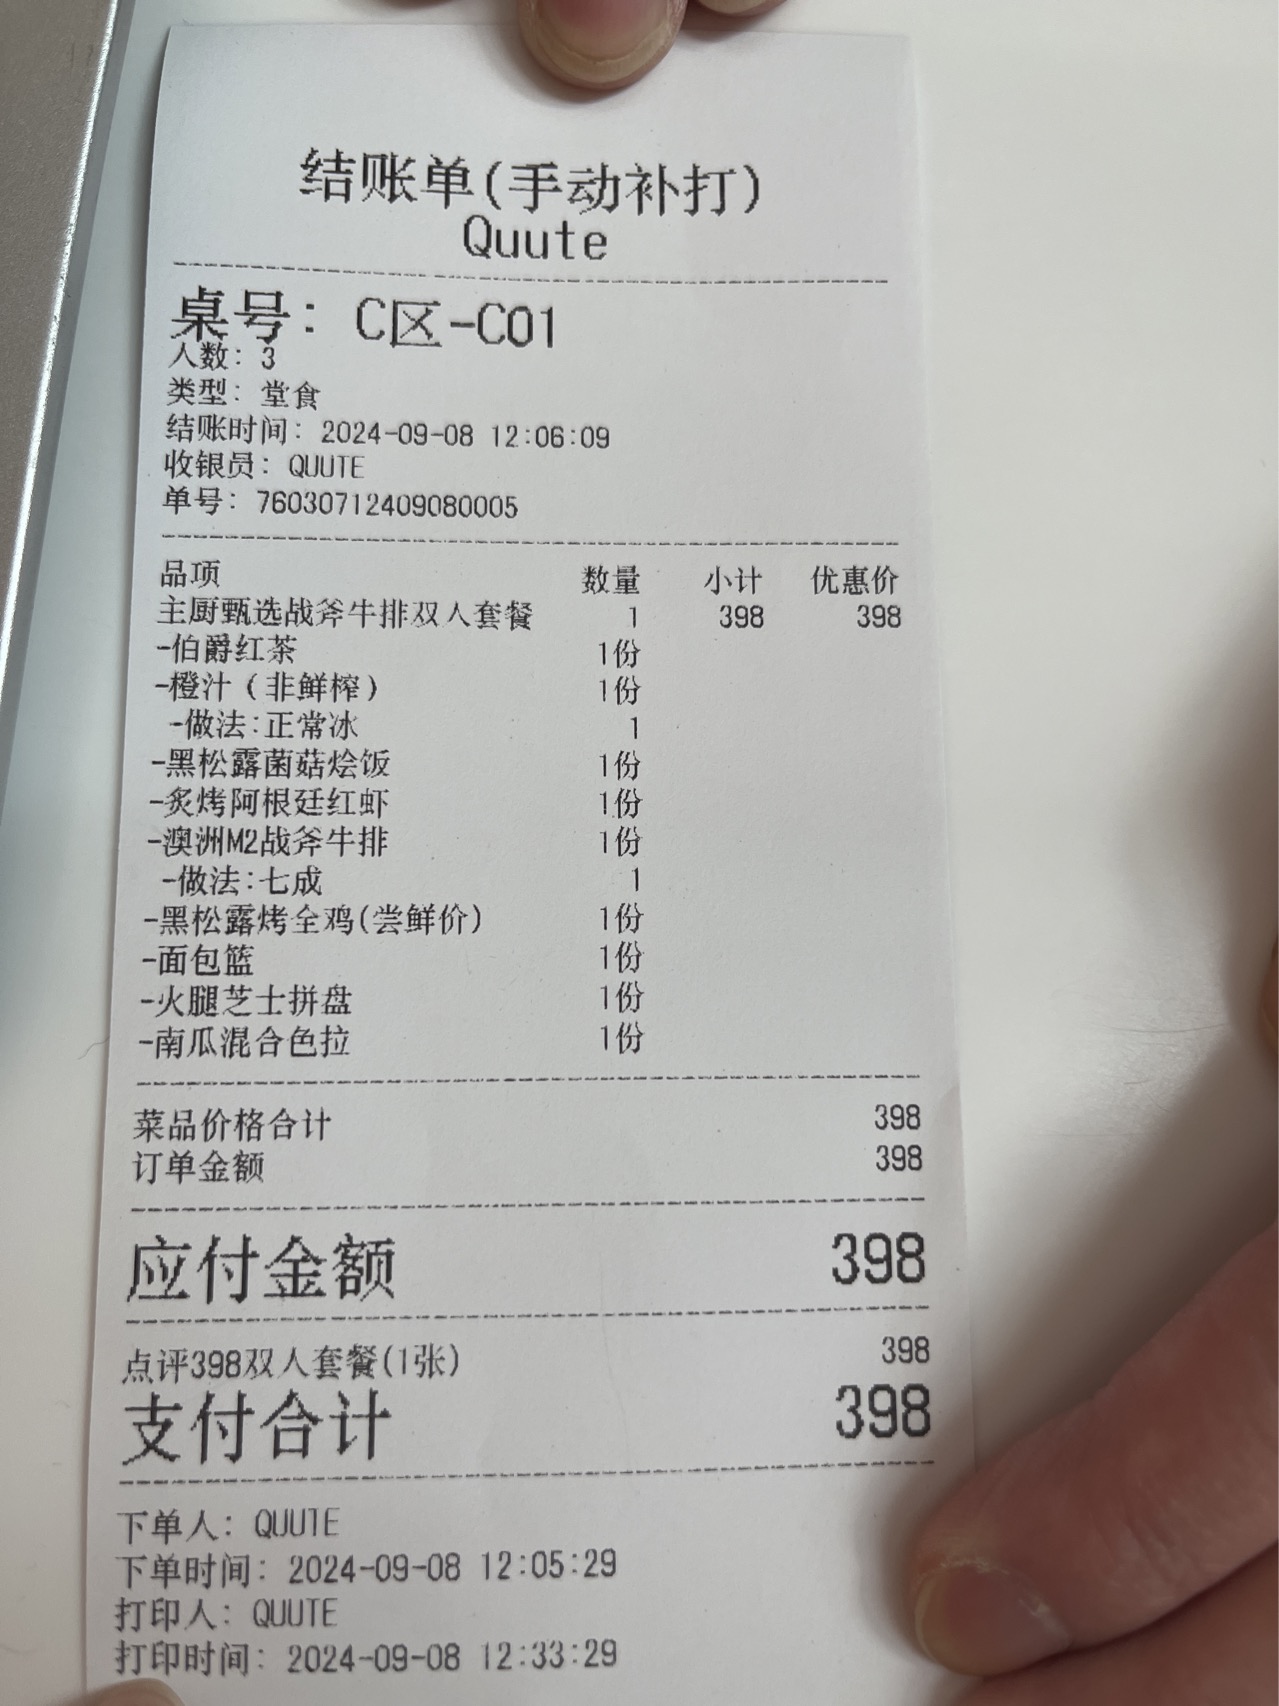 结账单(手动补打)
Quute
桌号: C区-C01
人数: 3
类型: 堂食
结账时间: 2024-09-08 12:06:09
收银员: QUUTE
单号: 76030712409080005
品项 数量 小计 优惠价
主厨甄选战斧牛排双人套餐 1 398 398
-伯爵红茶 1份
-橙汁(非鲜榨) 1份
-做法:正常冰 1
-黑松露菌菇烩饭 1份
-炙烤阿根廷红虾 1份
-澳洲M2战斧牛排 1份
-做法:七成 1
-黑松露烤全鸡(尝鲜价) 1份
-面包篮 1份
-火腿芝士拼盘 1份
-南瓜混合色拉 1份
菜品价格合计 398
订单金额 398
应付金额 398
点评398双人套餐(1张) 398
支付合计 398
下单人: QUUTE
下单时间: 2024-09-08 12:05:29
打印人: QUUTE
打印时间: 2024-09-08 12:33:29